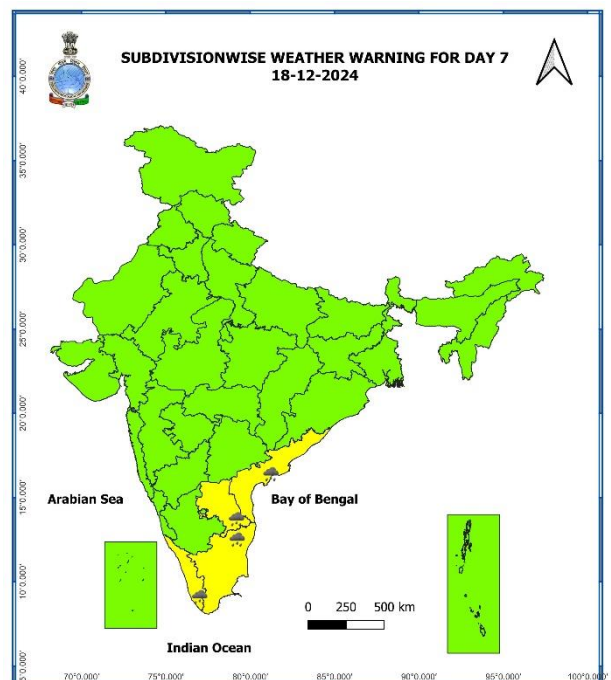 SUBDIVISIONWISE WEATHER WARNING FOR DAY 7
18-12-2024
40°0.000'
35°0.000'
30°0.000'
25°0.000'
20°0.000'
15°0.000'
10°0.000'
5°0.000'
Arabian Sea
Bay of Bengal
0 250 500 km
Indian Ocean
70°0.000' 75°0.000' 80°0.000' 85°0.000' 90°0.000' 95°0.000' 100°0.000'